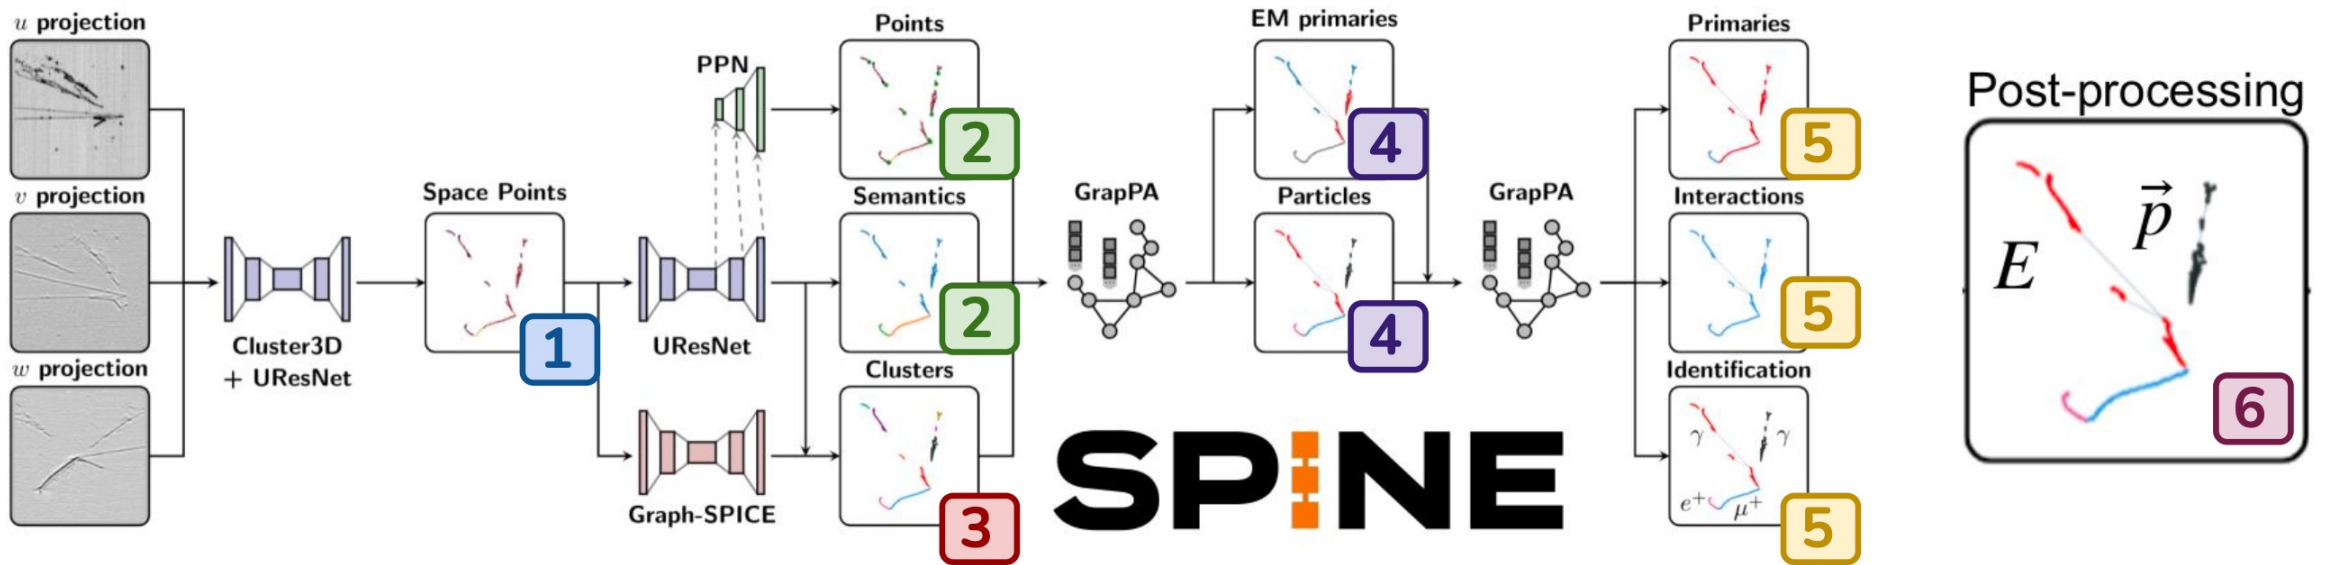 u projection
v projection
w projection
Cluster3D
+ UResNet
Space Points
1
PPN
UResNet
Graph-SPICE
Points
2
Semantics
2
Clusters
3
GrapPA
EM primaries
4
Particles
4
GrapPA
SPINE
Primaries
5
Interactions
5
Identification
γ γ
e⁺ μ⁺
5
Post-processing
E
p⃗
6